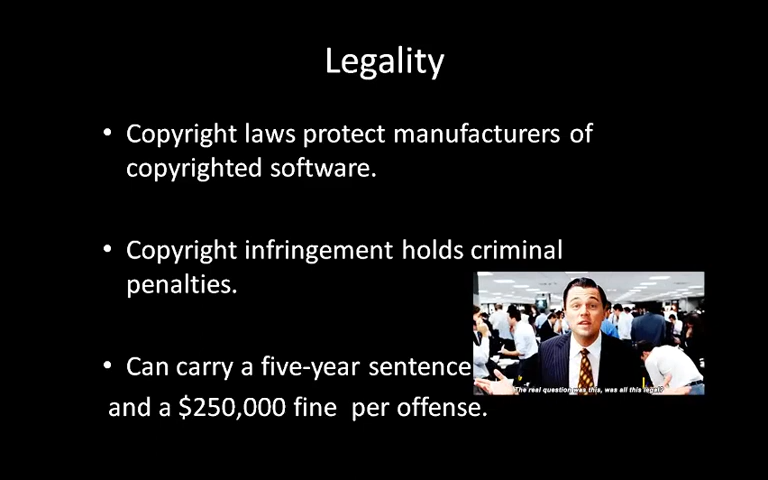 Legality
• Copyright laws protect manufacturers of
copyrighted software.
• Copyright infringement holds criminal
penalties.
• Can carry a five-year sentence
and a $250,000 fine per offense.
The real question was this, was all this legal?